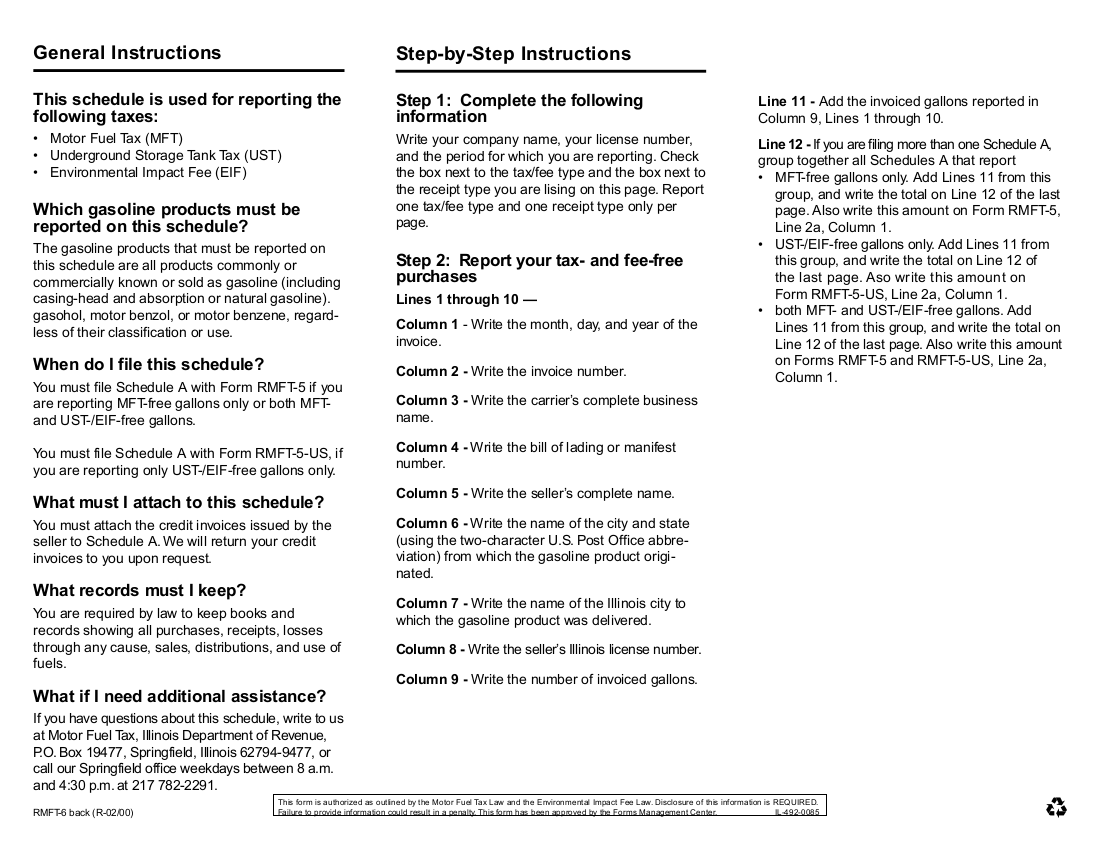 General Instructions
This schedule is used for reporting the
following taxes:
• Motor Fuel Tax (MFT)
• Underground Storage Tank Tax (UST)
• Environmental Impact Fee (EIF)
Which gasoline products must be
reported on this schedule?
The gasoline products that must be reported on
this schedule are all products commonly or
commercially known or sold as gasoline (including
casing-head and absorption or natural gasoline).
gasohol, motor benzol, or motor benzene, regard-
less of their classification or use.
When do I file this schedule?
You must file Schedule A with Form RMFT-5 if you
are reporting MFT-free gallons only or both MFT-
and UST-/EIF-free gallons.
You must file Schedule A with Form RMFT-5-US, if
you are reporting only UST-/EIF-free gallons only.
What must I attach to this schedule?
You must attach the credit invoices issued by the
seller to Schedule A. We will return your credit
invoices to you upon request.
What records must I keep?
You are required by law to keep books and
records showing all purchases, receipts, losses
through any cause, sales, distributions, and use of
fuels.
What if I need additional assistance?
If you have questions about this schedule, write to us
at Motor Fuel Tax, Illinois Department of Revenue,
P.O. Box 19477, Springfield, Illinois 62794-9477, or
call our Springfield office weekdays between 8 a.m.
and 4:30 p.m. at 217 782-2291.
Step-by-Step Instructions
Step 1: Complete the following
information
Write your company name, your license number,
and the period for which you are reporting. Check
the box next to the tax/fee type and the box next to
the receipt type you are lising on this page. Report
one tax/fee type and one receipt type only per
page.
Step 2: Report your tax- and fee-free
purchases
Lines 1 through 10 —
Column 1 - Write the month, day, and year of the
invoice.
Column 2 - Write the invoice number.
Column 3 - Write the carrier's complete business
name.
Column 4 - Write the bill of lading or manifest
number.
Column 5 - Write the seller's complete name.
Column 6 - Write the name of the city and state
(using the two-character U.S. Post Office abbre-
viation) from which the gasoline product origi-
nated.
Column 7 - Write the name of the Illinois city to
which the gasoline product was delivered.
Column 8 - Write the seller's Illinois license number.
Column 9 - Write the number of invoiced gallons.
Line 11 - Add the invoiced gallons reported in
Column 9, Lines 1 through 10.
Line 12 - If you are filing more than one Schedule A,
group together all Schedules A that report
• MFT-free gallons only. Add Lines 11 from this
group, and write the total on Line 12 of the last
page. Also write this amount on Form RMFT-5,
Line 2a, Column 1.
• UST-/EIF-free gallons only. Add Lines 11 from
this group, and write the total on Line 12 of
the last page. Aso write this amount on
Form RMFT-5-US, Line 2a, Column 1.
• both MFT- and UST-/EIF-free gallons. Add
Lines 11 from this group, and write the total on
Line 12 of the last page. Also write this amount
on Forms RMFT-5 and RMFT-5-US, Line 2a,
Column 1.
RMFT-6 back (R-02/00)
This form is authorized as outlined by the Motor Fuel Tax Law and the Environmental Impact Fee Law. Disclosure of this information is REQUIRED.
Failure to provide information could result in a penalty. This form has been approved by the Forms Management Center. IL-492-0085